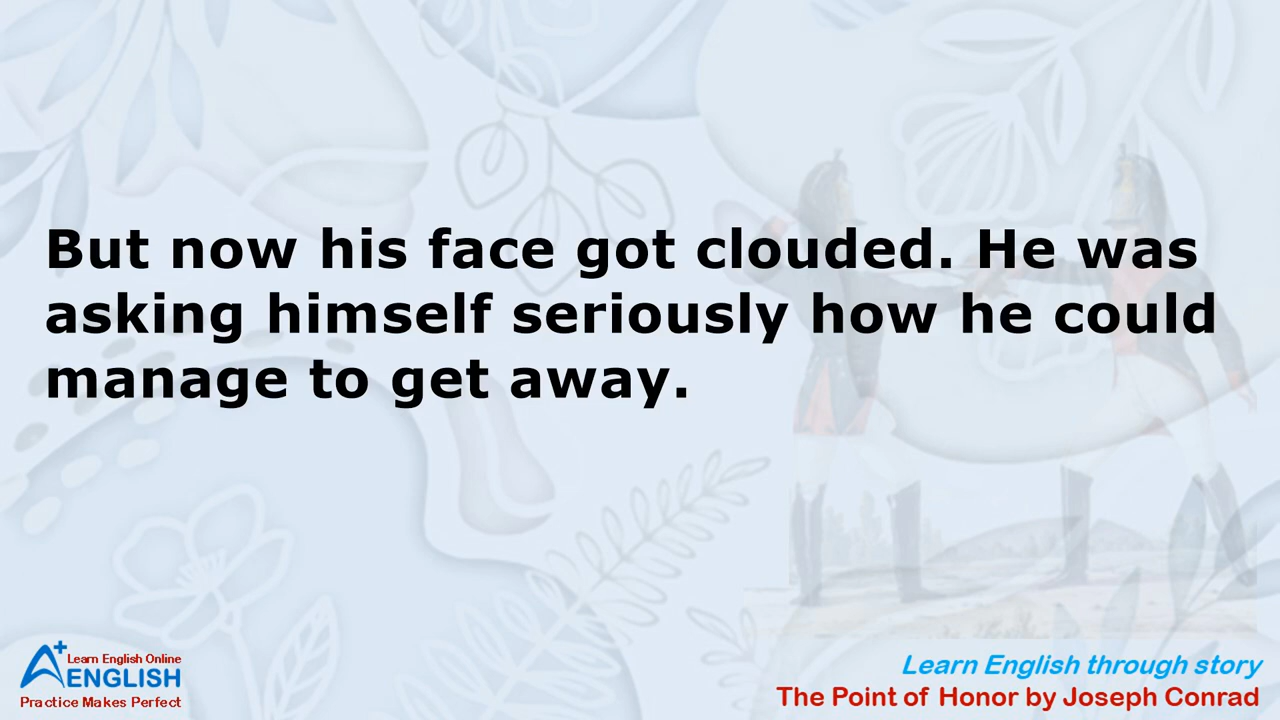 But now his face got clouded. He was
asking himself seriously how he could
manage to get away.
A+
Learn English Online
ENGLISH
Practice Makes Perfect
Learn English through story
The Point of Honor by Joseph Conrad